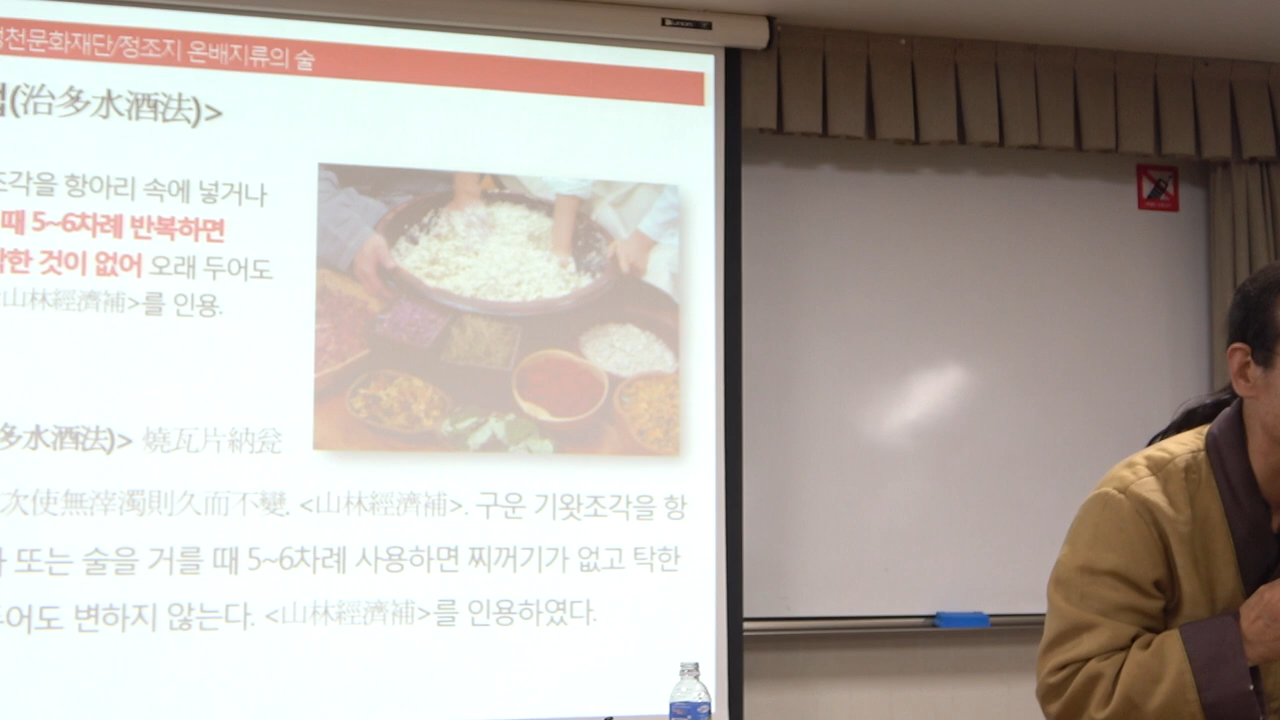 천문화재단/정조지 온배지류의 술
(治多水酒法)>
조각을 항아리 속에 넣거나
때 5~6차례 반복하면
탁한 것이 없어 오래 두어도
山林經濟補>를 인용.
多水酒法)> 燒瓦片納瓮
次使無滓濁則久而不變. <山林經濟補>. 구운 기왓조각을 항
또는 술을 거를 때 5~6차례 사용하면 찌꺼기가 없고 탁한
두어도 변하지 않는다. <山林經濟補>를 인용하였다.